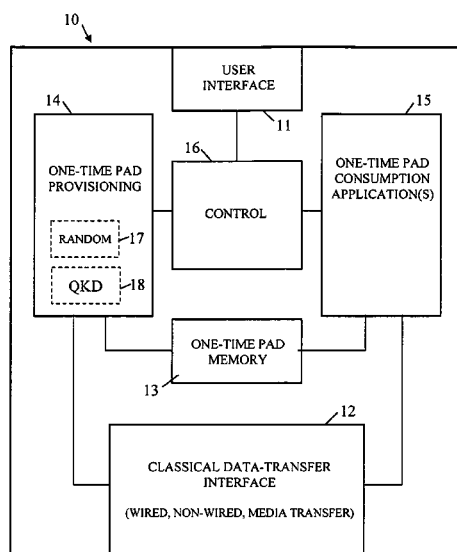 10
USER
INTERFACE
11
14
ONE-TIME PAD
PROVISIONING
RANDOM
17
QKD
18
16
CONTROL
15
ONE-TIME PAD
CONSUMPTION
APPLICATION(S)
ONE-TIME PAD
MEMORY
13
12
CLASSICAL DATA-TRANSFER
INTERFACE
(WIRED, NON-WIRED, MEDIA TRANSFER)